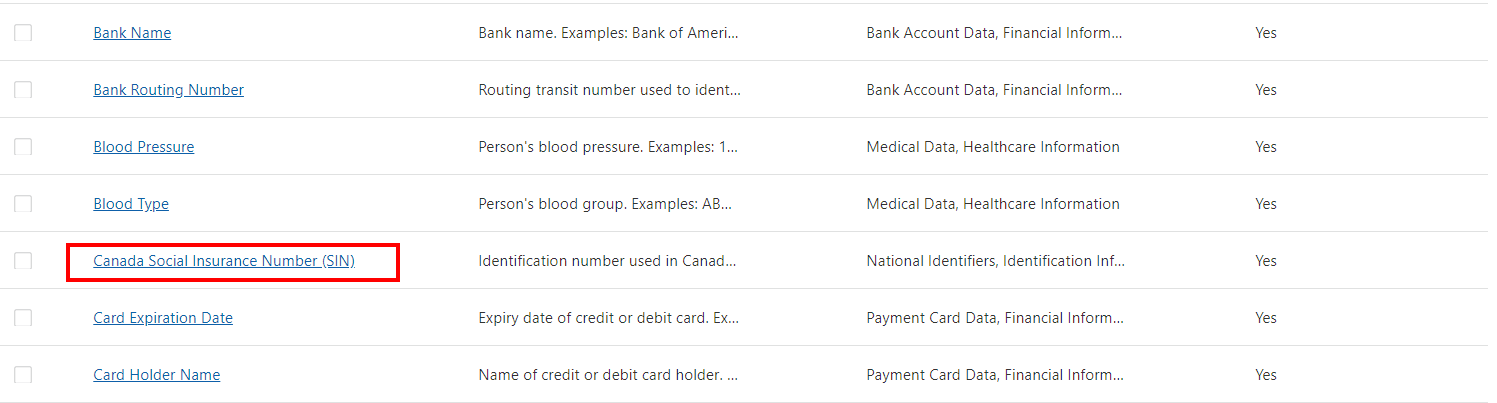 Bank Name Bank name. Examples: Bank of Ameri... Bank Account Data, Financial Inform... Yes
Bank Routing Number Routing transit number used to ident... Bank Account Data, Financial Inform... Yes
Blood Pressure Person's blood pressure. Examples: 1... Medical Data, Healthcare Information Yes
Blood Type Person's blood group. Examples: AB... Medical Data, Healthcare Information Yes
Canada Social Insurance Number (SIN) Identification number used in Canad... National Identifiers, Identification Inf... Yes
Card Expiration Date Expiry date of credit or debit card. Ex... Payment Card Data, Financial Inform... Yes
Card Holder Name Name of credit or debit card holder. ... Payment Card Data, Financial Inform... Yes